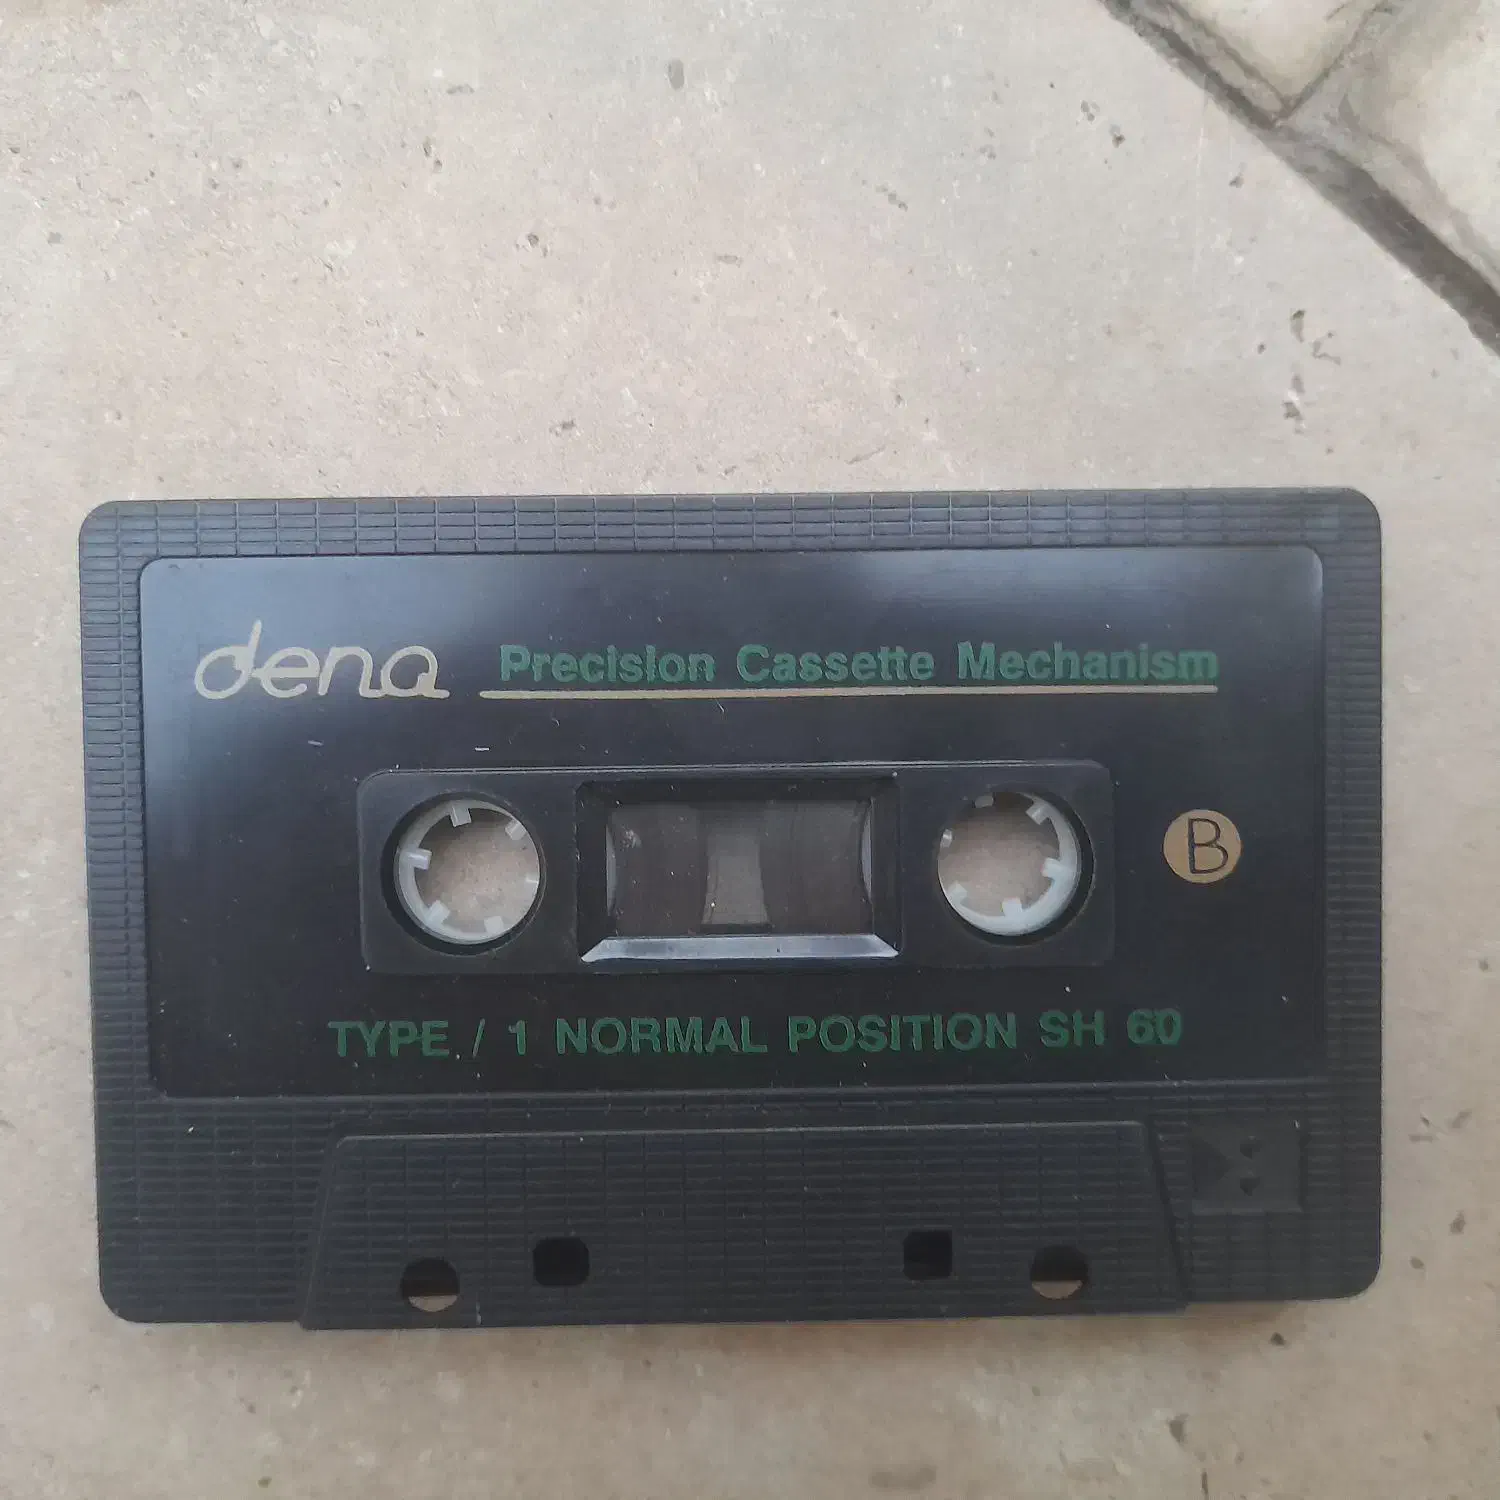 dena Precision Cassette Mechanism
B
TYPE / 1 NORMAL POSITION SH 60